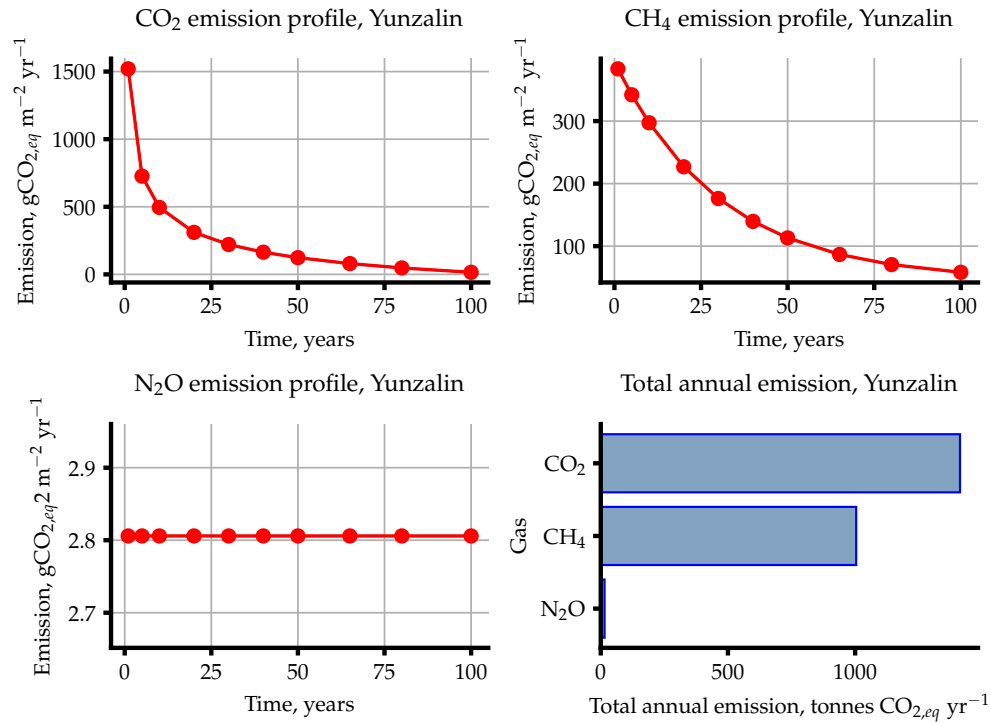 CO₂ emission profile, Yunzalin
Emission, gCO₂,eq m⁻² yr⁻¹
1500
1000
500
0
0 25 50 75 100
Time, years
CH₄ emission profile, Yunzalin
Emission, gCO₂,eq m⁻² yr⁻¹
300
200
100
0 25 50 75 100
Time, years
N₂O emission profile, Yunzalin
Emission, gCO₂,eq2 m⁻² yr⁻¹
2.9
2.8
2.7
0 25 50 75 100
Time, years
Total annual emission, Yunzalin
Gas
CO₂
CH₄
N₂O
0 500 1000
Total annual emission, tonnes CO₂,eq yr⁻¹